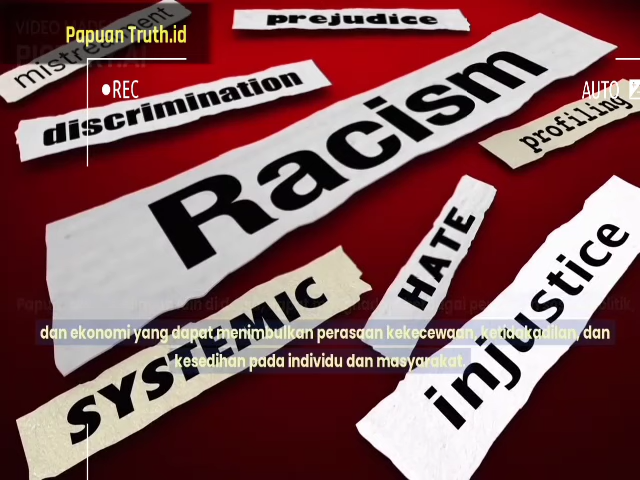 Papuan Truth.id
mistreatment
prejudice
●REC
AUTO
discrimination
Racism
profiling
HATE
injustice
SYSTEMIC
dan ekonomi yang dapat menimbulkan perasaan kekecewaan, ketidakadilan, dan
kesedihan pada individu dan masyarakat